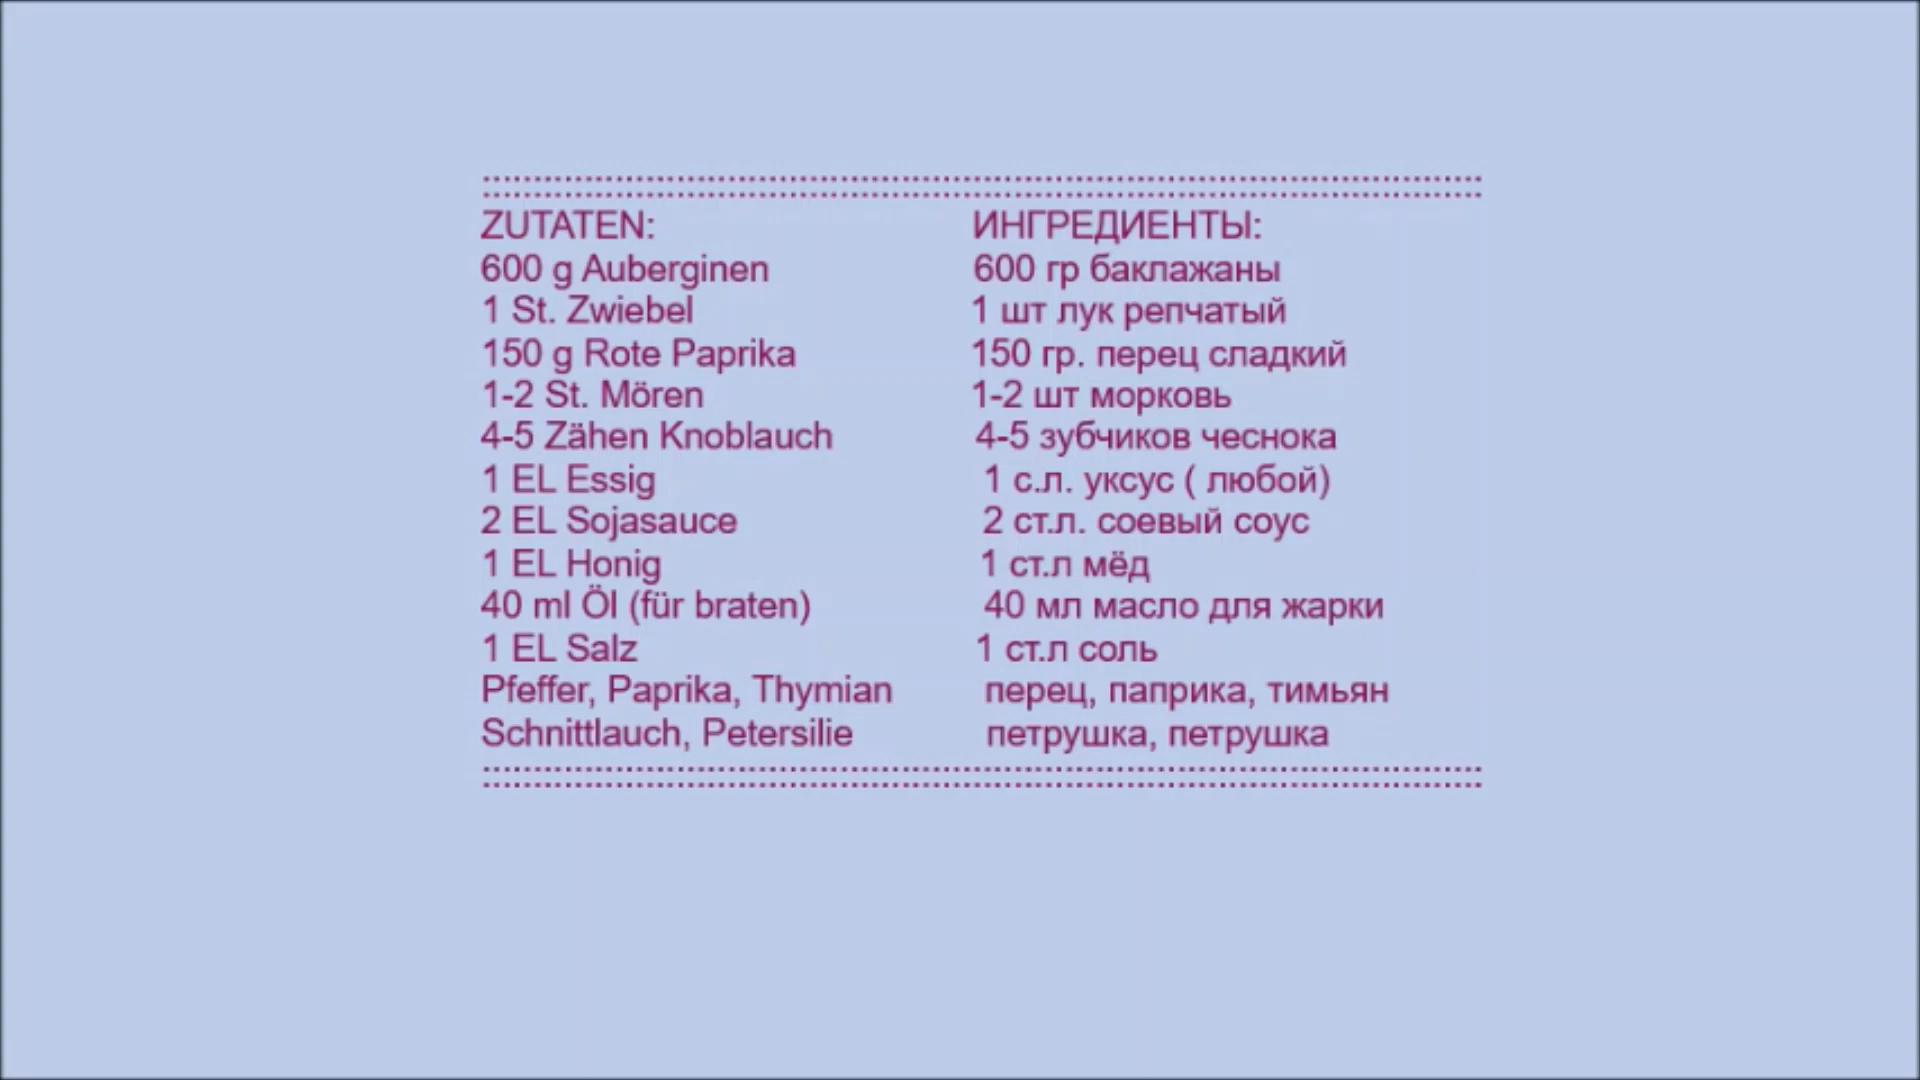 ZUTATEN: ИНГРЕДИЕНТЫ:
600 g Auberginen 600 гр баклажаны
1 St. Zwiebel 1 шт лук репчатый
150 g Rote Paprika 150 гр. перец сладкий
1-2 St. Mören 1-2 шт морковь
4-5 Zähen Knoblauch 4-5 зубчиков чеснока
1 EL Essig 1 с.л. уксус ( любой)
2 EL Sojasauce 2 ст.л. соевый соус
1 EL Honig 1 ст.л мёд
40 ml Öl (für braten) 40 мл масло для жарки
1 EL Salz 1 ст.л соль
Pfeffer, Paprika, Thymian перец, паприка, тимьян
Schnittlauch, Petersilie петрушка, петрушка